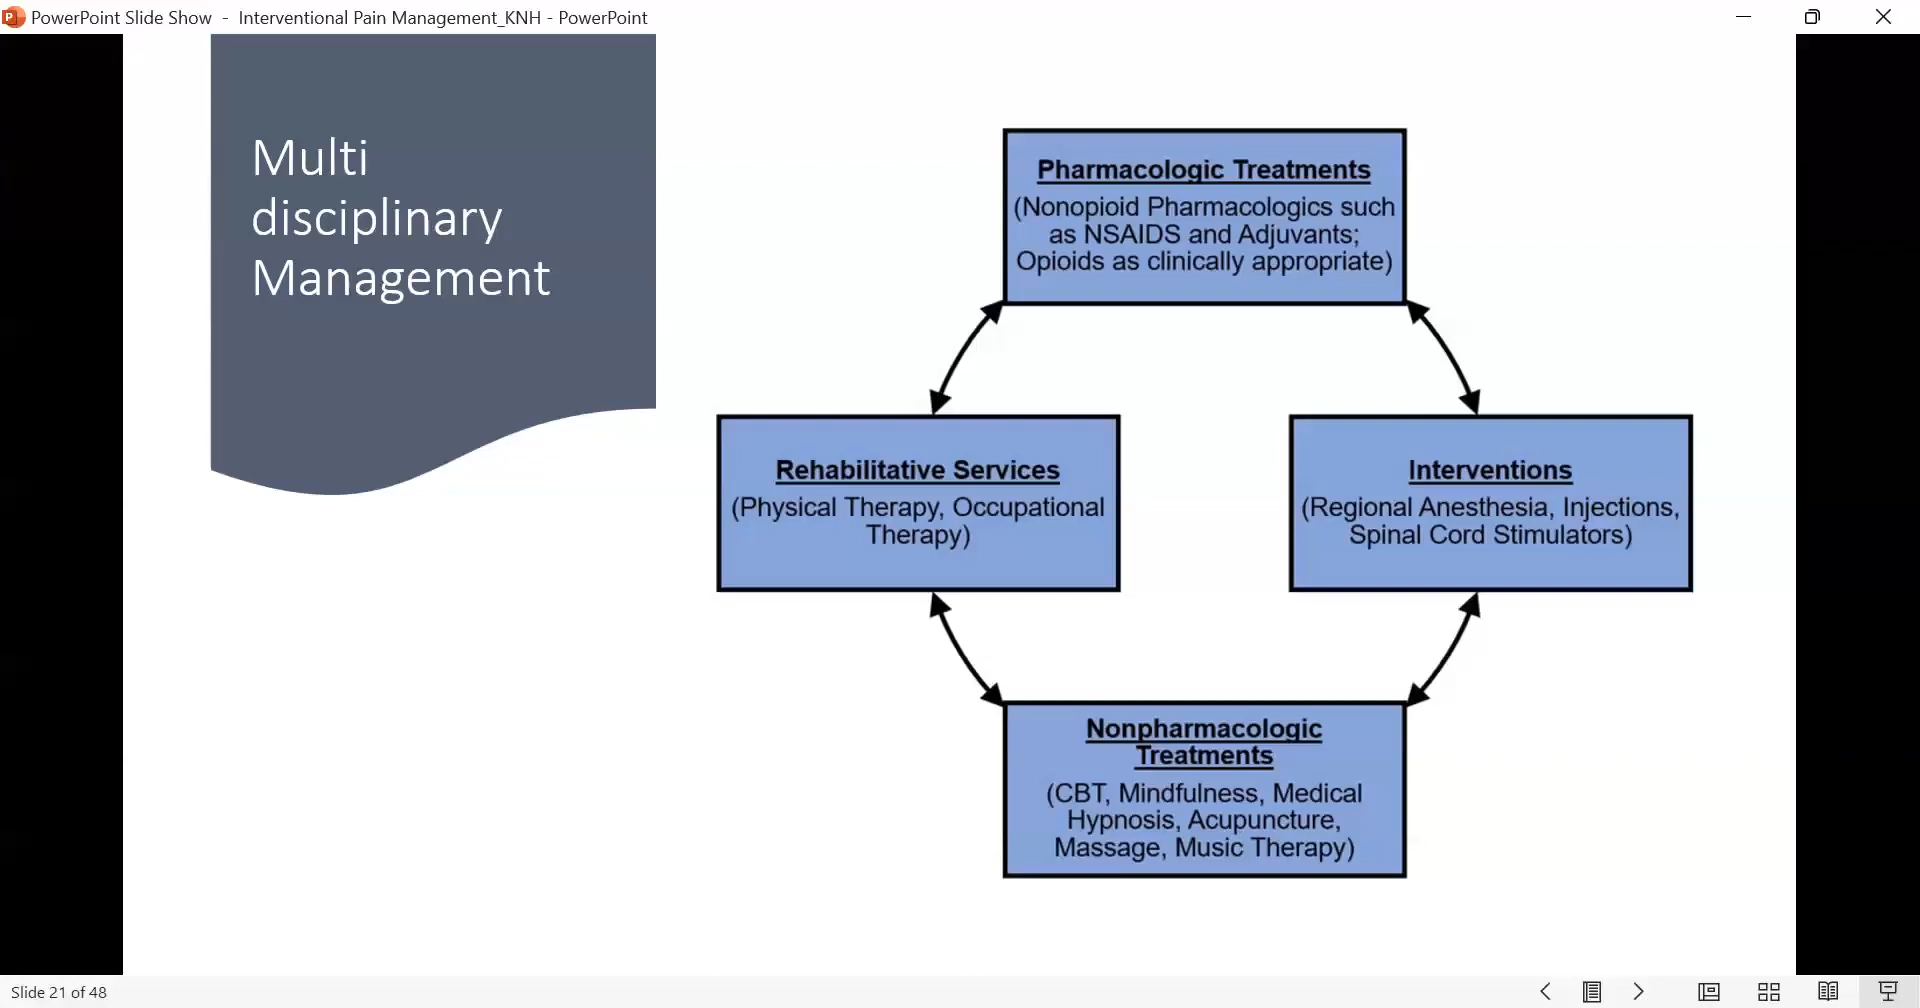 PowerPoint Slide Show - Interventional Pain Management_KNH - PowerPoint
Multi
disciplinary
Management
Pharmacologic Treatments
(Nonopioid Pharmacologics such
as NSAIDS and Adjuvants;
Opioids as clinically appropriate)
Rehabilitative Services
(Physical Therapy, Occupational
Therapy)
Interventions
(Regional Anesthesia, Injections,
Spinal Cord Stimulators)
Nonpharmacologic
Treatments
(CBT, Mindfulness, Medical
Hypnosis, Acupuncture,
Massage, Music Therapy)
Slide 21 of 48